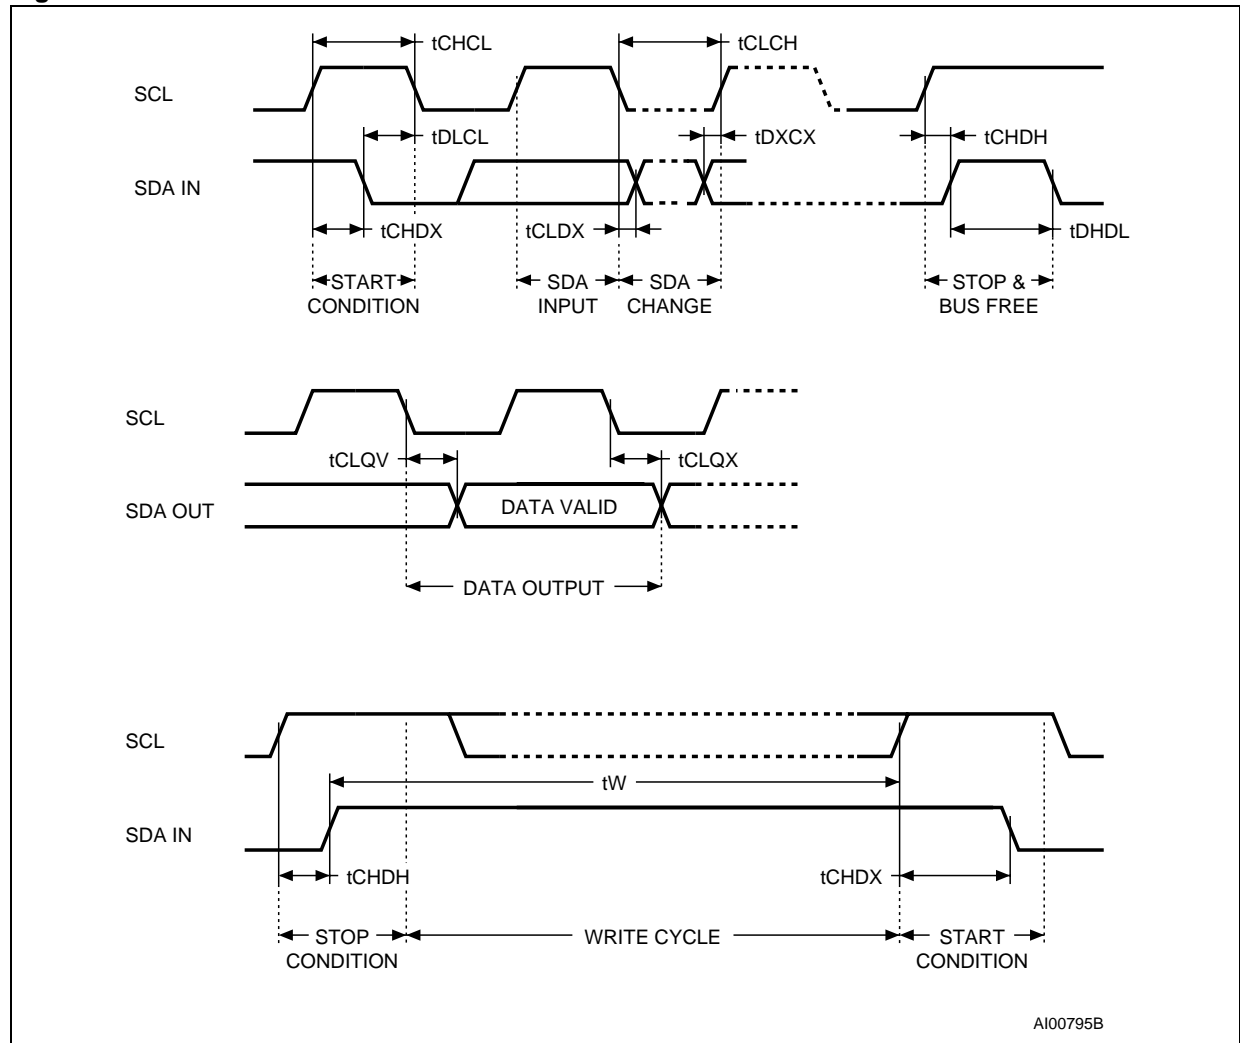 tCHCL
tCLCH
SCL
tDLCL
tDXCX
tCHDH
SDA IN
tCHDX
tCLDX
tDHDL
START
CONDITION
SDA
INPUT
SDA
CHANGE
STOP &
BUS FREE
SCL
tCLQV
tCLQX
SDA OUT
DATA VALID
DATA OUTPUT
SCL
tW
SDA IN
tCHDH
tCHDX
STOP
CONDITION
WRITE CYCLE
START
CONDITION
AI00795B